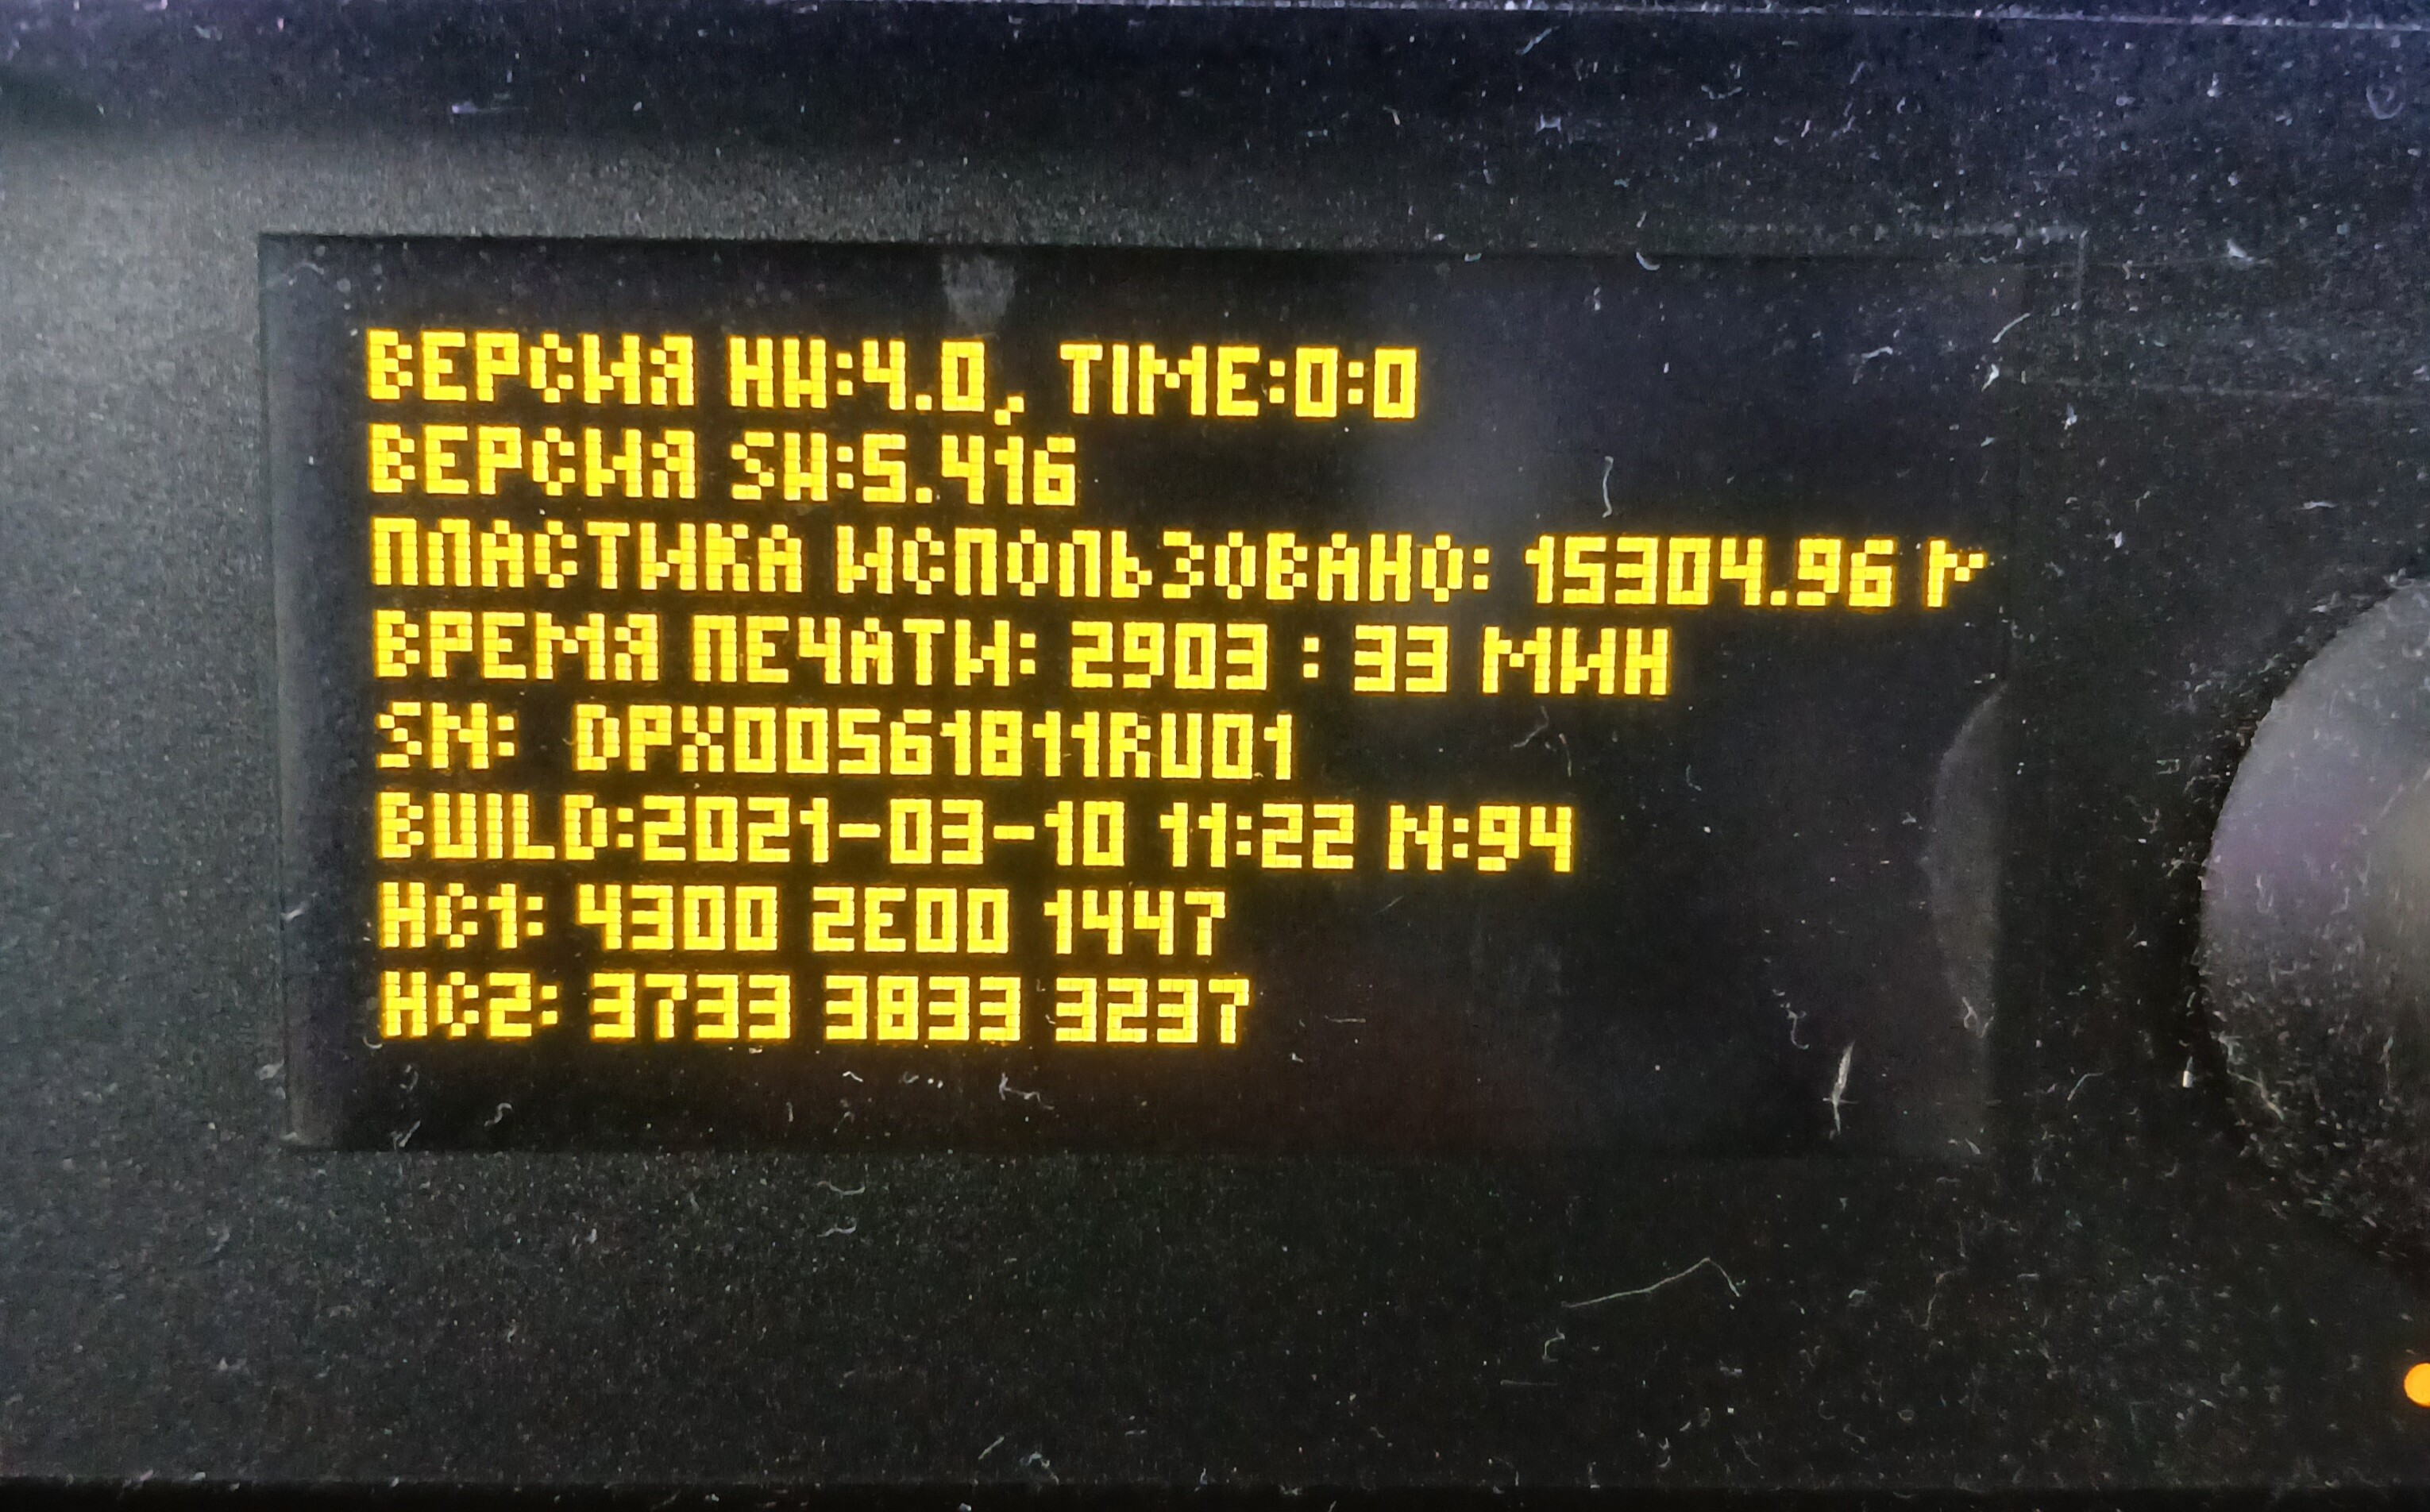 ВЕРСИЯ HW:4.0, TIME:0:0
ВЕРСИЯ SW:5.416
ПЛАСТИКА ИСПОЛЬЗОВАНО: 15304.96
ВРЕМЯ ПЕЧАТИ: 2903 : 33 МИН
SN: DPX00561811RU01
BUILD:2021-03-10 11:22 N:94
HC1: 4300 2E00 1447
HC2: 3733 3833 3237